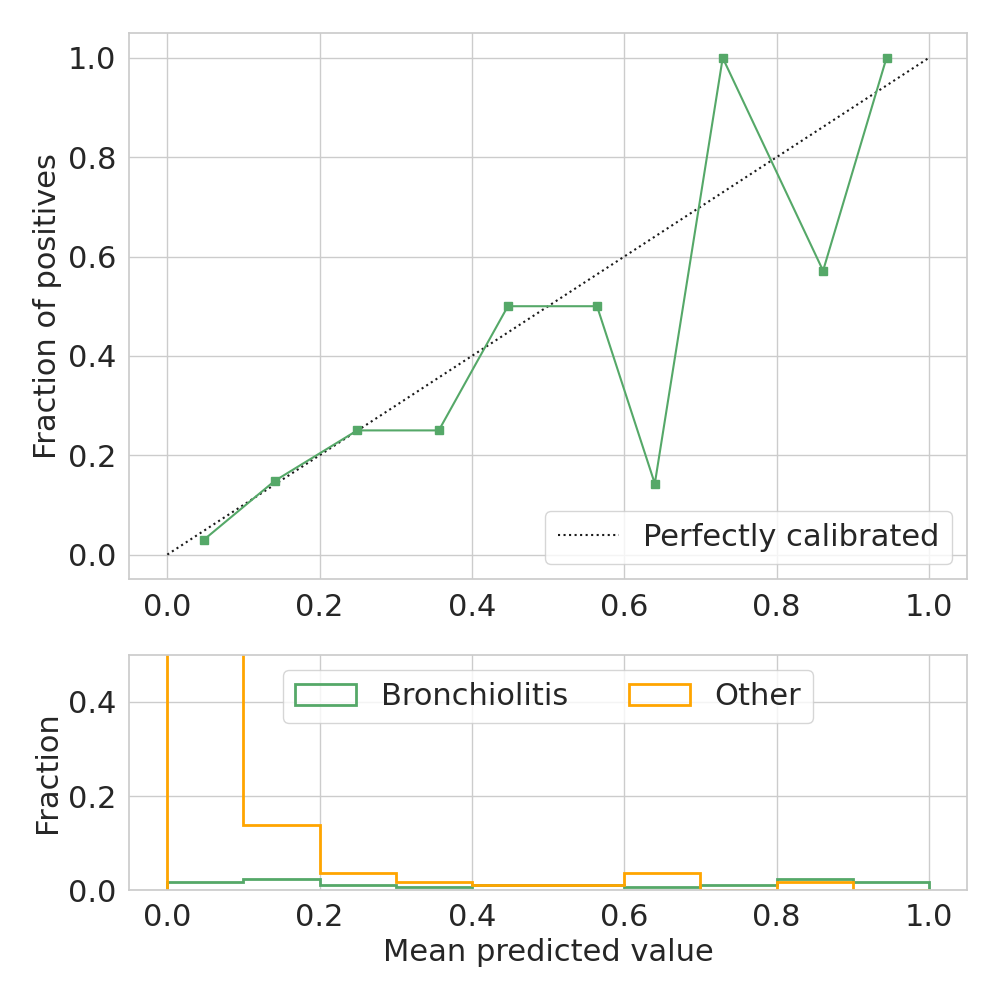 1.0
0.8
0.6
0.4
0.2
0.0
Fraction of positives
Perfectly calibrated
0.0 0.2 0.4 0.6 0.8 1.0
Bronchiolitis Other
0.4
0.2
0.0
Fraction
0.0 0.2 0.4 0.6 0.8 1.0
Mean predicted value